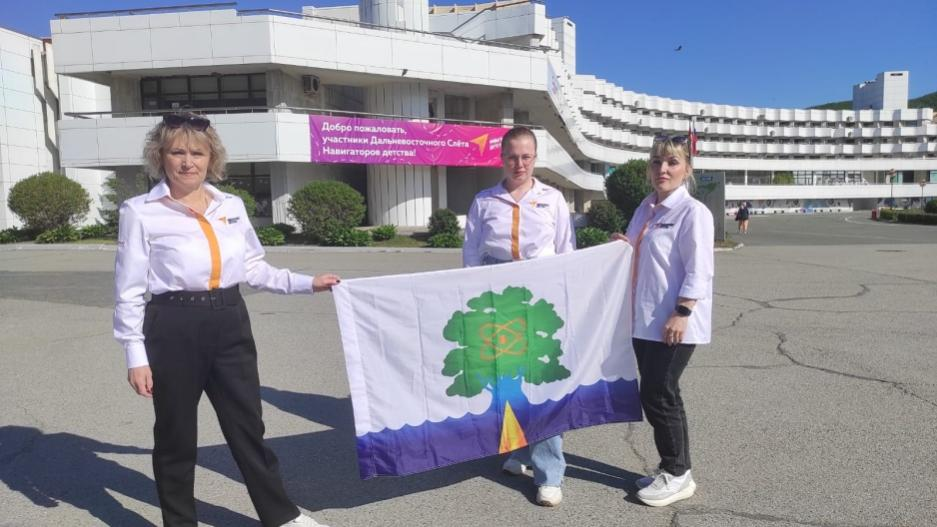 Добро пожаловать,
участники Дальневосточного Слёта
Навигаторов детства!